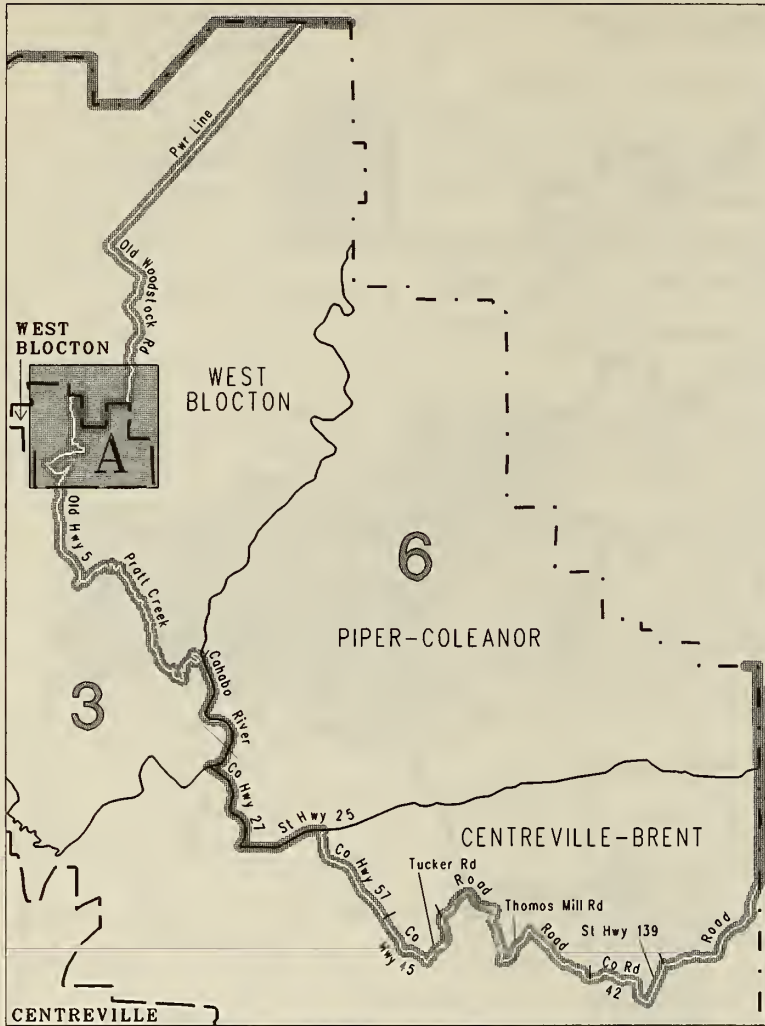 Pwr Line
Old Woodstock Rd
WEST
BLOCTON
WEST
BLOCTON
A
Old Hwy 5
Pratt Creek
6
PIPER-COLEANOR
3
Cahaba River
Co Hwy 27
St Hwy 25
CENTREVILLE-BRENT
Co Hwy 57
Tucker Rd
Road
Thomas Mill Rd
Co
Hwy 45
Road
St Hwy 139
Co Rd
42
Road
CENTREVILLE